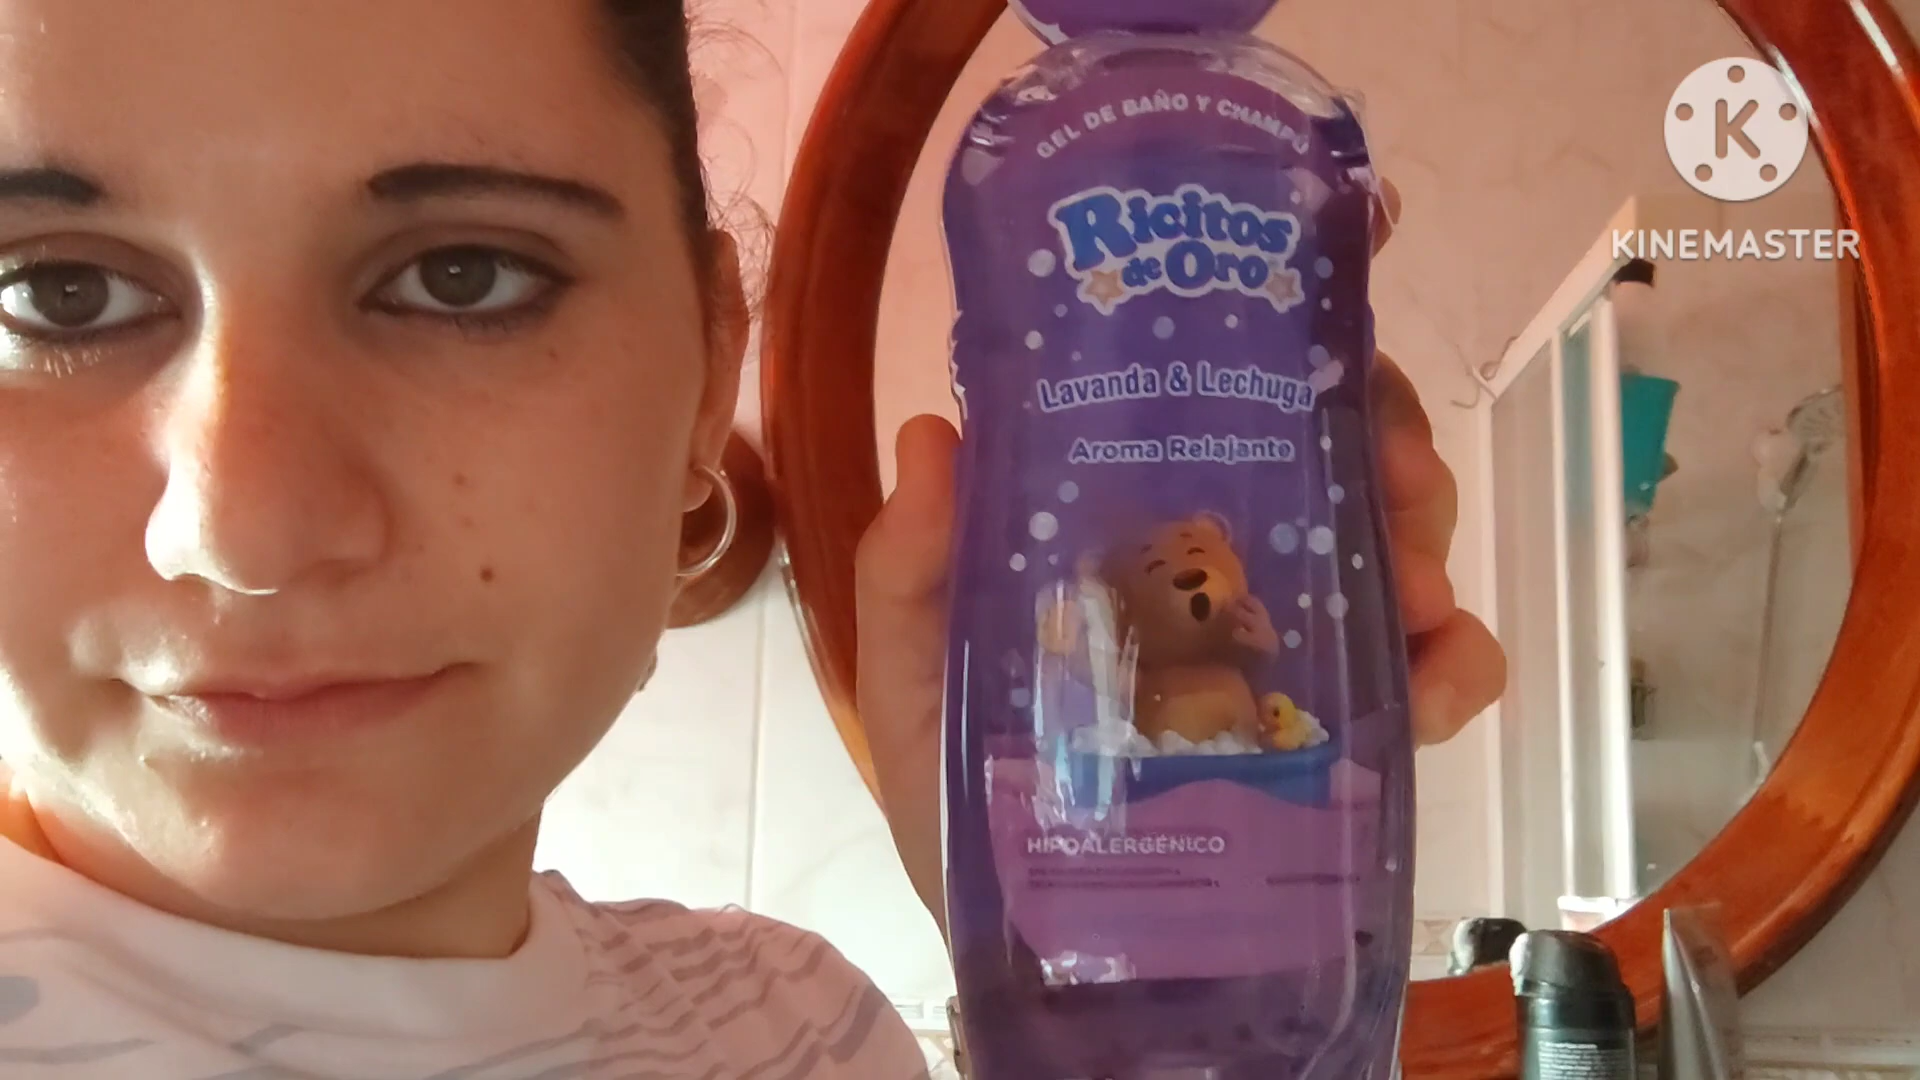 GEL DE BAÑO Y CHAMPÚ
Ricitos
de Oro
Lavanda & Lechuga
Aroma Relajante
HIPOALERGÉNICO
K
KINEMASTER